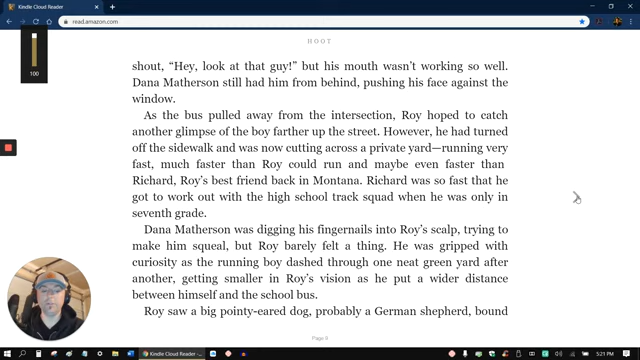 Kindle Cloud Reader
read.amazon.com
HOOT
100
shout, “Hey, look at that guy!” but his mouth wasn’t working so well.
Dana Matherson still had him from behind, pushing his face against the
window.
As the bus pulled away from the intersection, Roy hoped to catch
another glimpse of the boy farther up the street. However, he had turned
off the sidewalk and was now cutting across a private yard—running very
fast, much faster than Roy could run and maybe even faster than
Richard, Roy’s best friend back in Montana. Richard was so fast that he
got to work out with the high school track squad when he was only in
seventh grade.
Dana Matherson was digging his fingernails into Roy’s scalp, trying to
make him squeal, but Roy barely felt a thing. He was gripped with
curiosity as the running boy dashed through one neat green yard after
another, getting smaller in Roy’s vision as he put a wider distance
between himself and the school bus.
Roy saw a big pointy-eared dog, probably a German shepherd, bound
Page 9
Kindle Cloud Reader -
5:21 PM